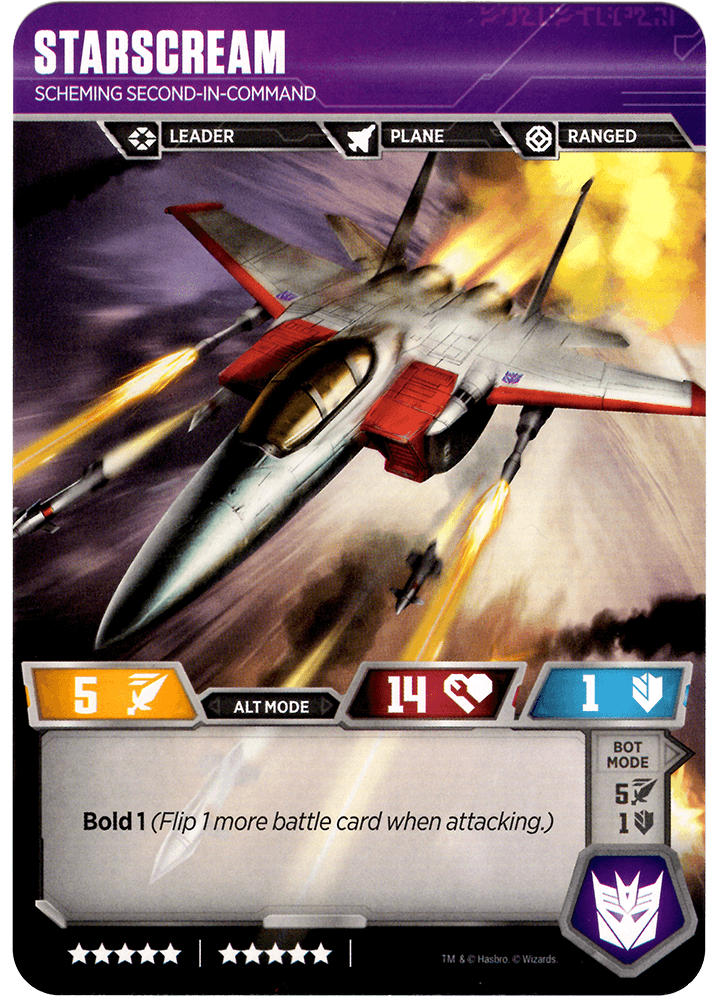 STARSCREAM
SCHEMING SECOND-IN-COMMAND
LEADER PLANE RANGED
5 ALT MODE 14 1
BOT
MODE
5
1
Bold 1 (Flip 1 more battle card when attacking.)
TM & © Hasbro. © Wizards.